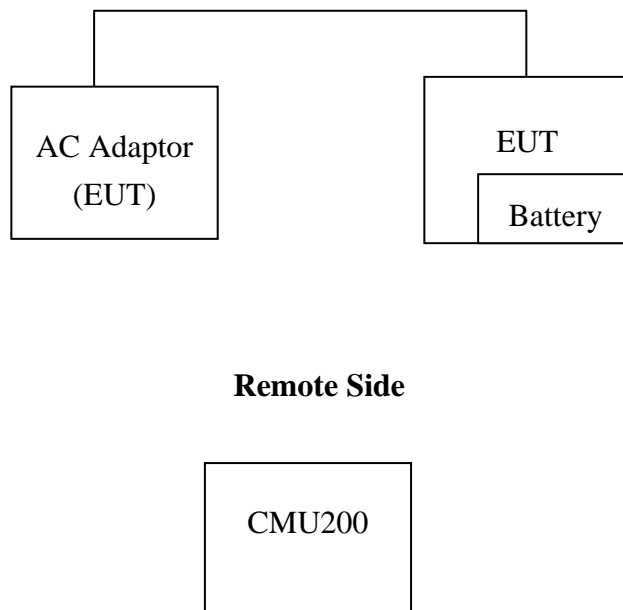 AC Adaptor
(EUT)
EUT
Battery
Remote Side
CMU200